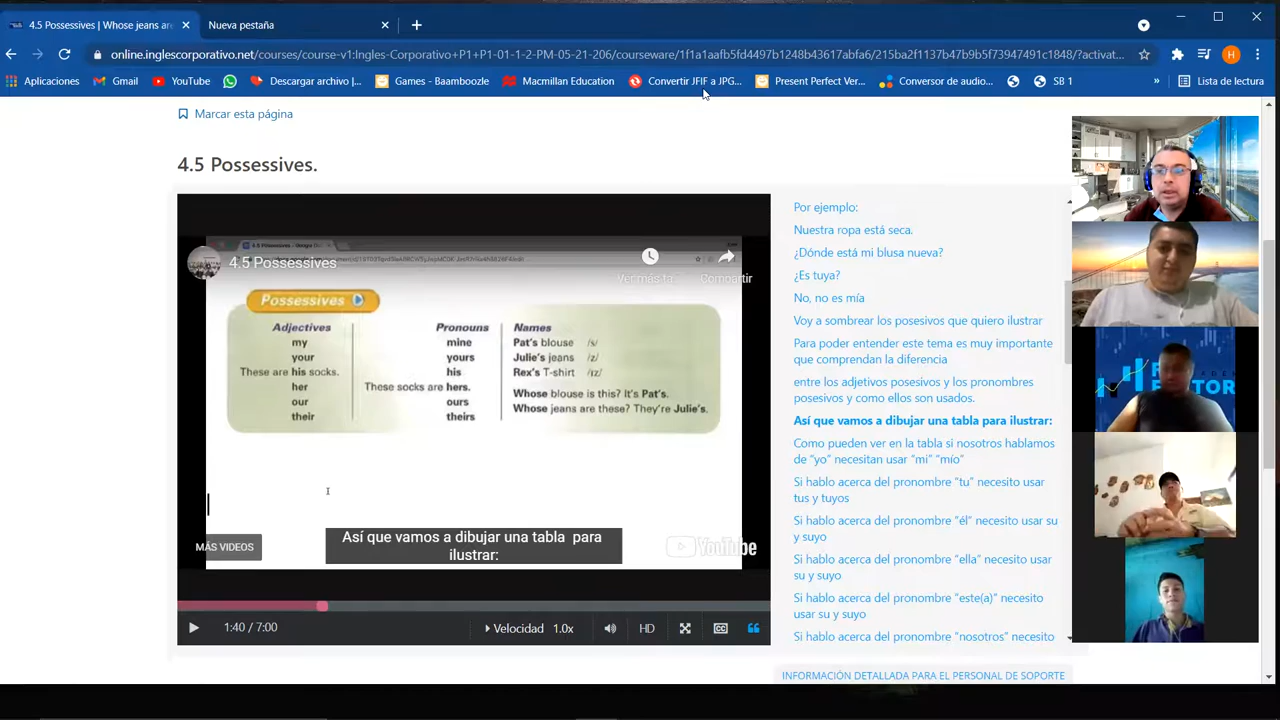 4.5 Possessives | Whose jeans are
Nueva pestaña
online.inglescorporativo.net/courses/course-v1:Ingles-Corporativo+P1+P1-01-1-2-PM-05-21-206/courseware/1f1a1aafb5fd4497b1248b43617abfa6/215ba2f1137b47b9b5f73947491c1848/?activat...
H
Aplicaciones
Gmail
YouTube
Descargar archivo |...
Games - Baamboozle
Macmillan Education
Convertir JFIF a JPG...
Present Perfect Ver...
Conversor de audio...
SB 1
»
Lista de lectura
Marcar esta página
4.5 Possessives.
4.5 Possessives
Ver más ta
Compartir
Possessives
Adjectives Pronouns Names
my mine Pat's blouse /s/
your yours Julie's jeans /z/
These are his socks. his Rex's T-shirt /ɪz/
her These socks are hers.
our ours Whose blouse is this? It's Pat's.
their theirs Whose jeans are these? They're Julie's.
MÁS VIDEOS
Así que vamos a dibujar una tabla para
ilustrar:
YouTube
1:40 / 7:00
Velocidad 1.0x
HD
CC
Por ejemplo:
Nuestra ropa está seca.
¿Dónde está mi blusa nueva?
¿Es tuya?
No, no es mía
Voy a sombrear los posesivos que quiero ilustrar
Para poder entender este tema es muy importante
que comprendan la diferencia
entre los adjetivos posesivos y los pronombres
posesivos y como ellos son usados.
Así que vamos a dibujar una tabla para ilustrar:
Como pueden ver en la tabla si nosotros hablamos
de "yo" necesitan usar "mi" "mío"
Si hablo acerca del pronombre "tu" necesito usar
tus y tuyos
Si hablo acerca del pronombre "él" necesito usar su
y suyo
Si hablo acerca del pronombre "ella" necesito usar
su y suyo
Si hablo acerca del pronombre "este(a)" necesito
usar su y suyo
Si hablo acerca del pronombre "nosotros" necesito
INFORMACIÓN DETALLADA PARA EL PERSONAL DE SOPORTE